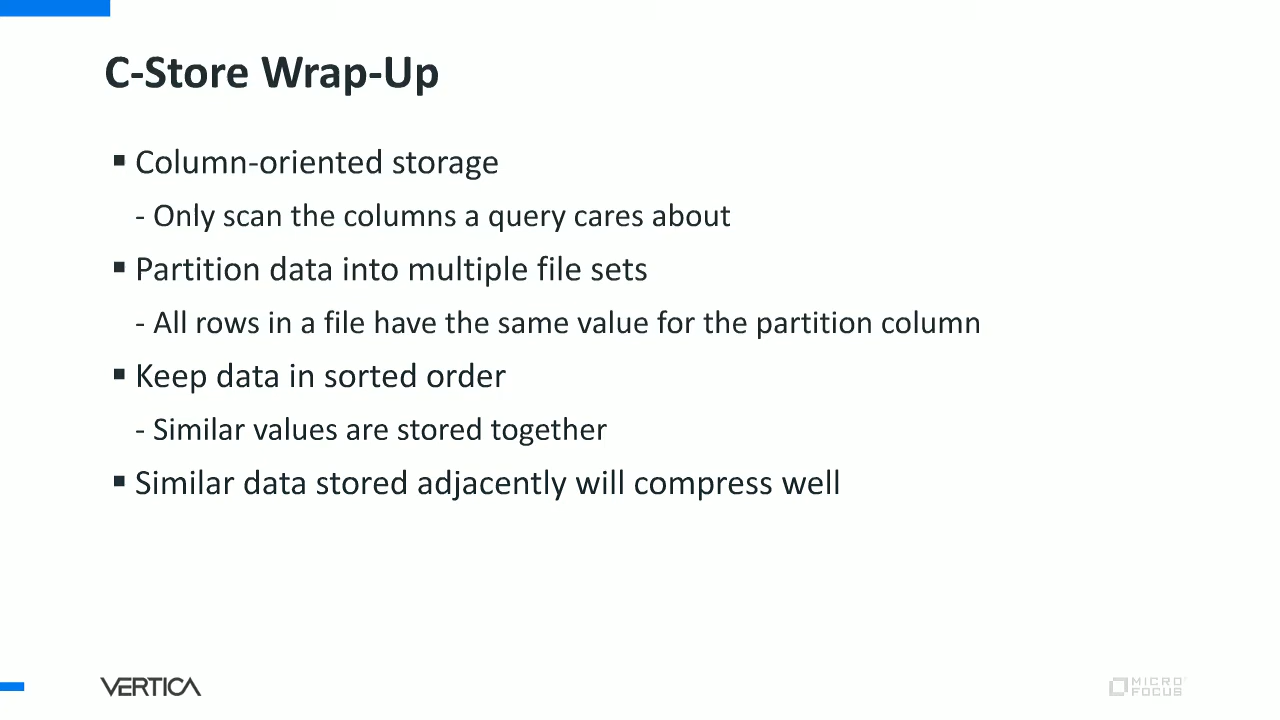 C-Store Wrap-Up
▪ Column-oriented storage
- Only scan the columns a query cares about
▪ Partition data into multiple file sets
- All rows in a file have the same value for the partition column
▪ Keep data in sorted order
- Similar values are stored together
▪ Similar data stored adjacently will compress well
VERTICA
MICRO
FOCUS